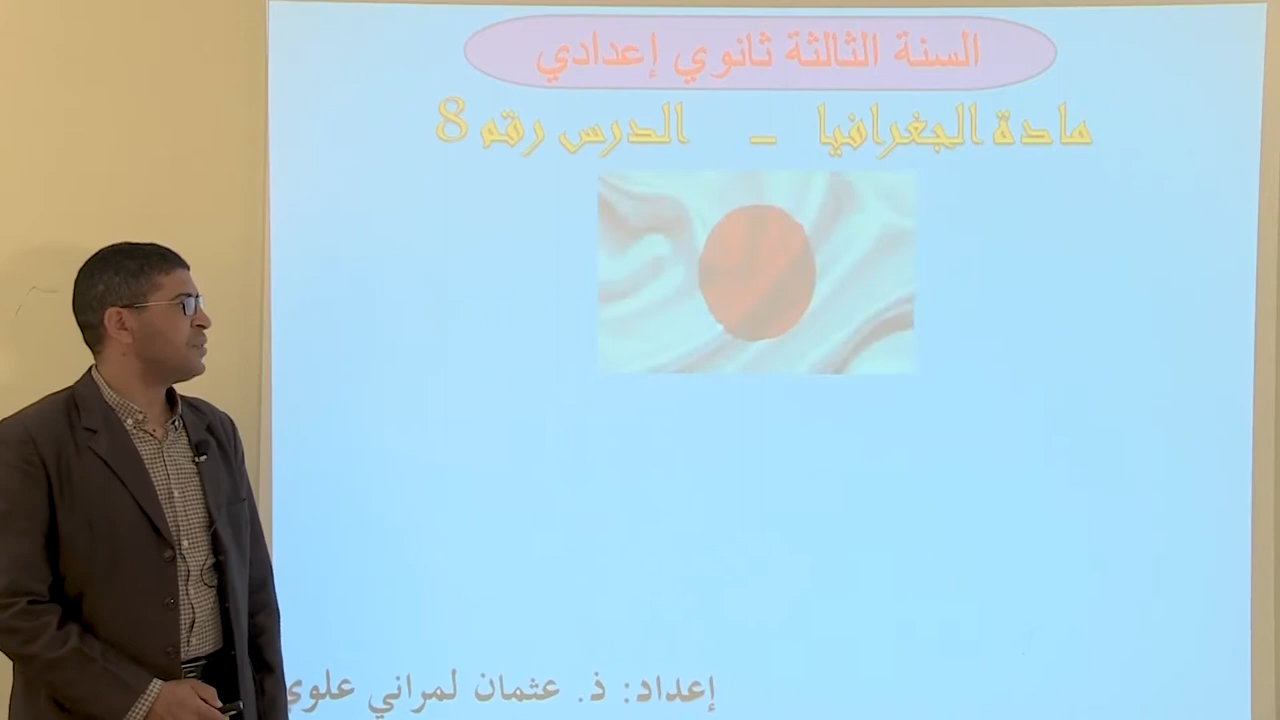 السنة الثالثة ثانوي إعدادي
مادة الجغرافيا - الدرس رقم 8
إعداد: ذ. عثمان لمراني علوي